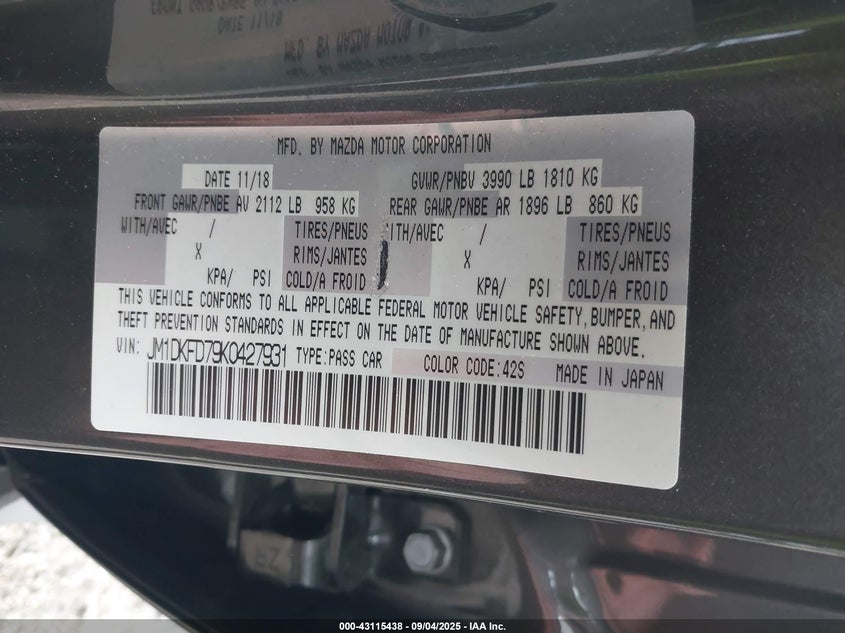 MFD. BY MAZDA MOTOR CORPORATION
DATE 11/18 GVWR/PNBV 3990 LB 1810 KG
FRONT GAWR/PNBE AV 2112 LB 958 KG REAR GAWR/PNBE AR 1896 LB 860 KG
WITH/AVEC / TIRES/PNEUS ITH/AVEC / TIRES/PNEUS
X RIMS/JANTES X RIMS/JANTES
KPA/ PSI COLD/A FROID KPA/ PSI COLD/A FROID
THIS VEHICLE CONFORMS TO ALL APPLICABLE FEDERAL MOTOR VEHICLE SAFETY, BUMPER, AND
THEFT PREVENTION STANDARDS IN EFFECT ON THE DATE OF MANUFACTURE SHOWN ABOVE.
VIN: JM1DKFD79K0427931 TYPE:PASS CAR COLOR CODE:42S MADE IN JAPAN
00-43115438 - 09/04/2025 - IAA Inc.